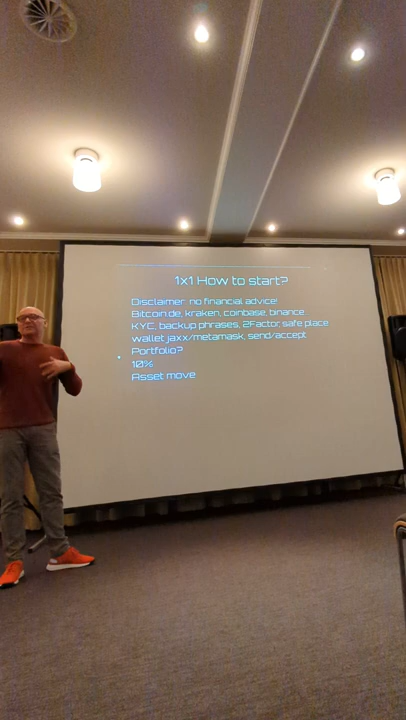 1x1 How to start?
Disclaimer: no financial advice!
Bitcoin.de, kraken, coinbase, binance
KYC, backup phrases, 2Factor, safe place
wallet jaxx/metamask, send/accept
Portfolio?
10%
Asset move